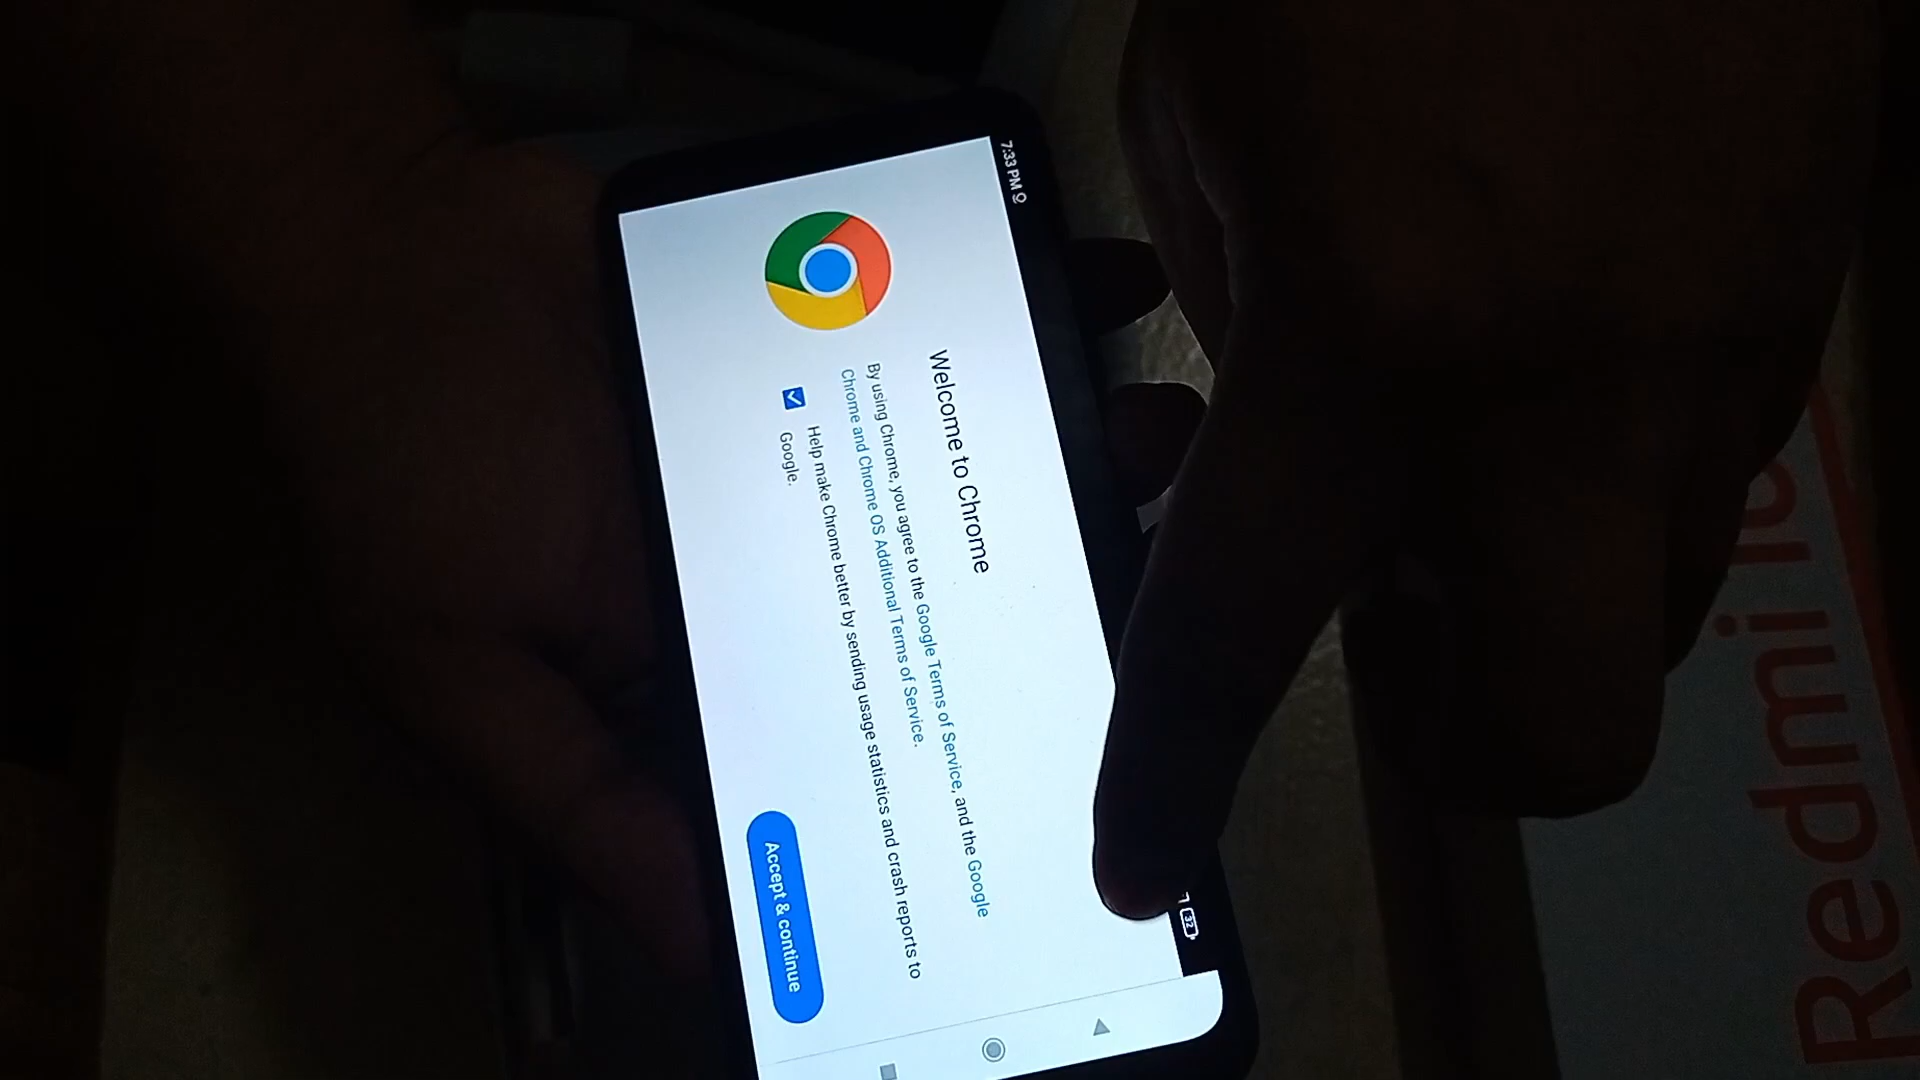 7:33 PM
32
Welcome to Chrome
By using Chrome, you agree to the Google Terms of Service, and the Google
Chrome and Chrome OS Additional Terms of Service.
Help make Chrome better by sending usage statistics and crash reports to
Google.
Accept & continue
Redmi